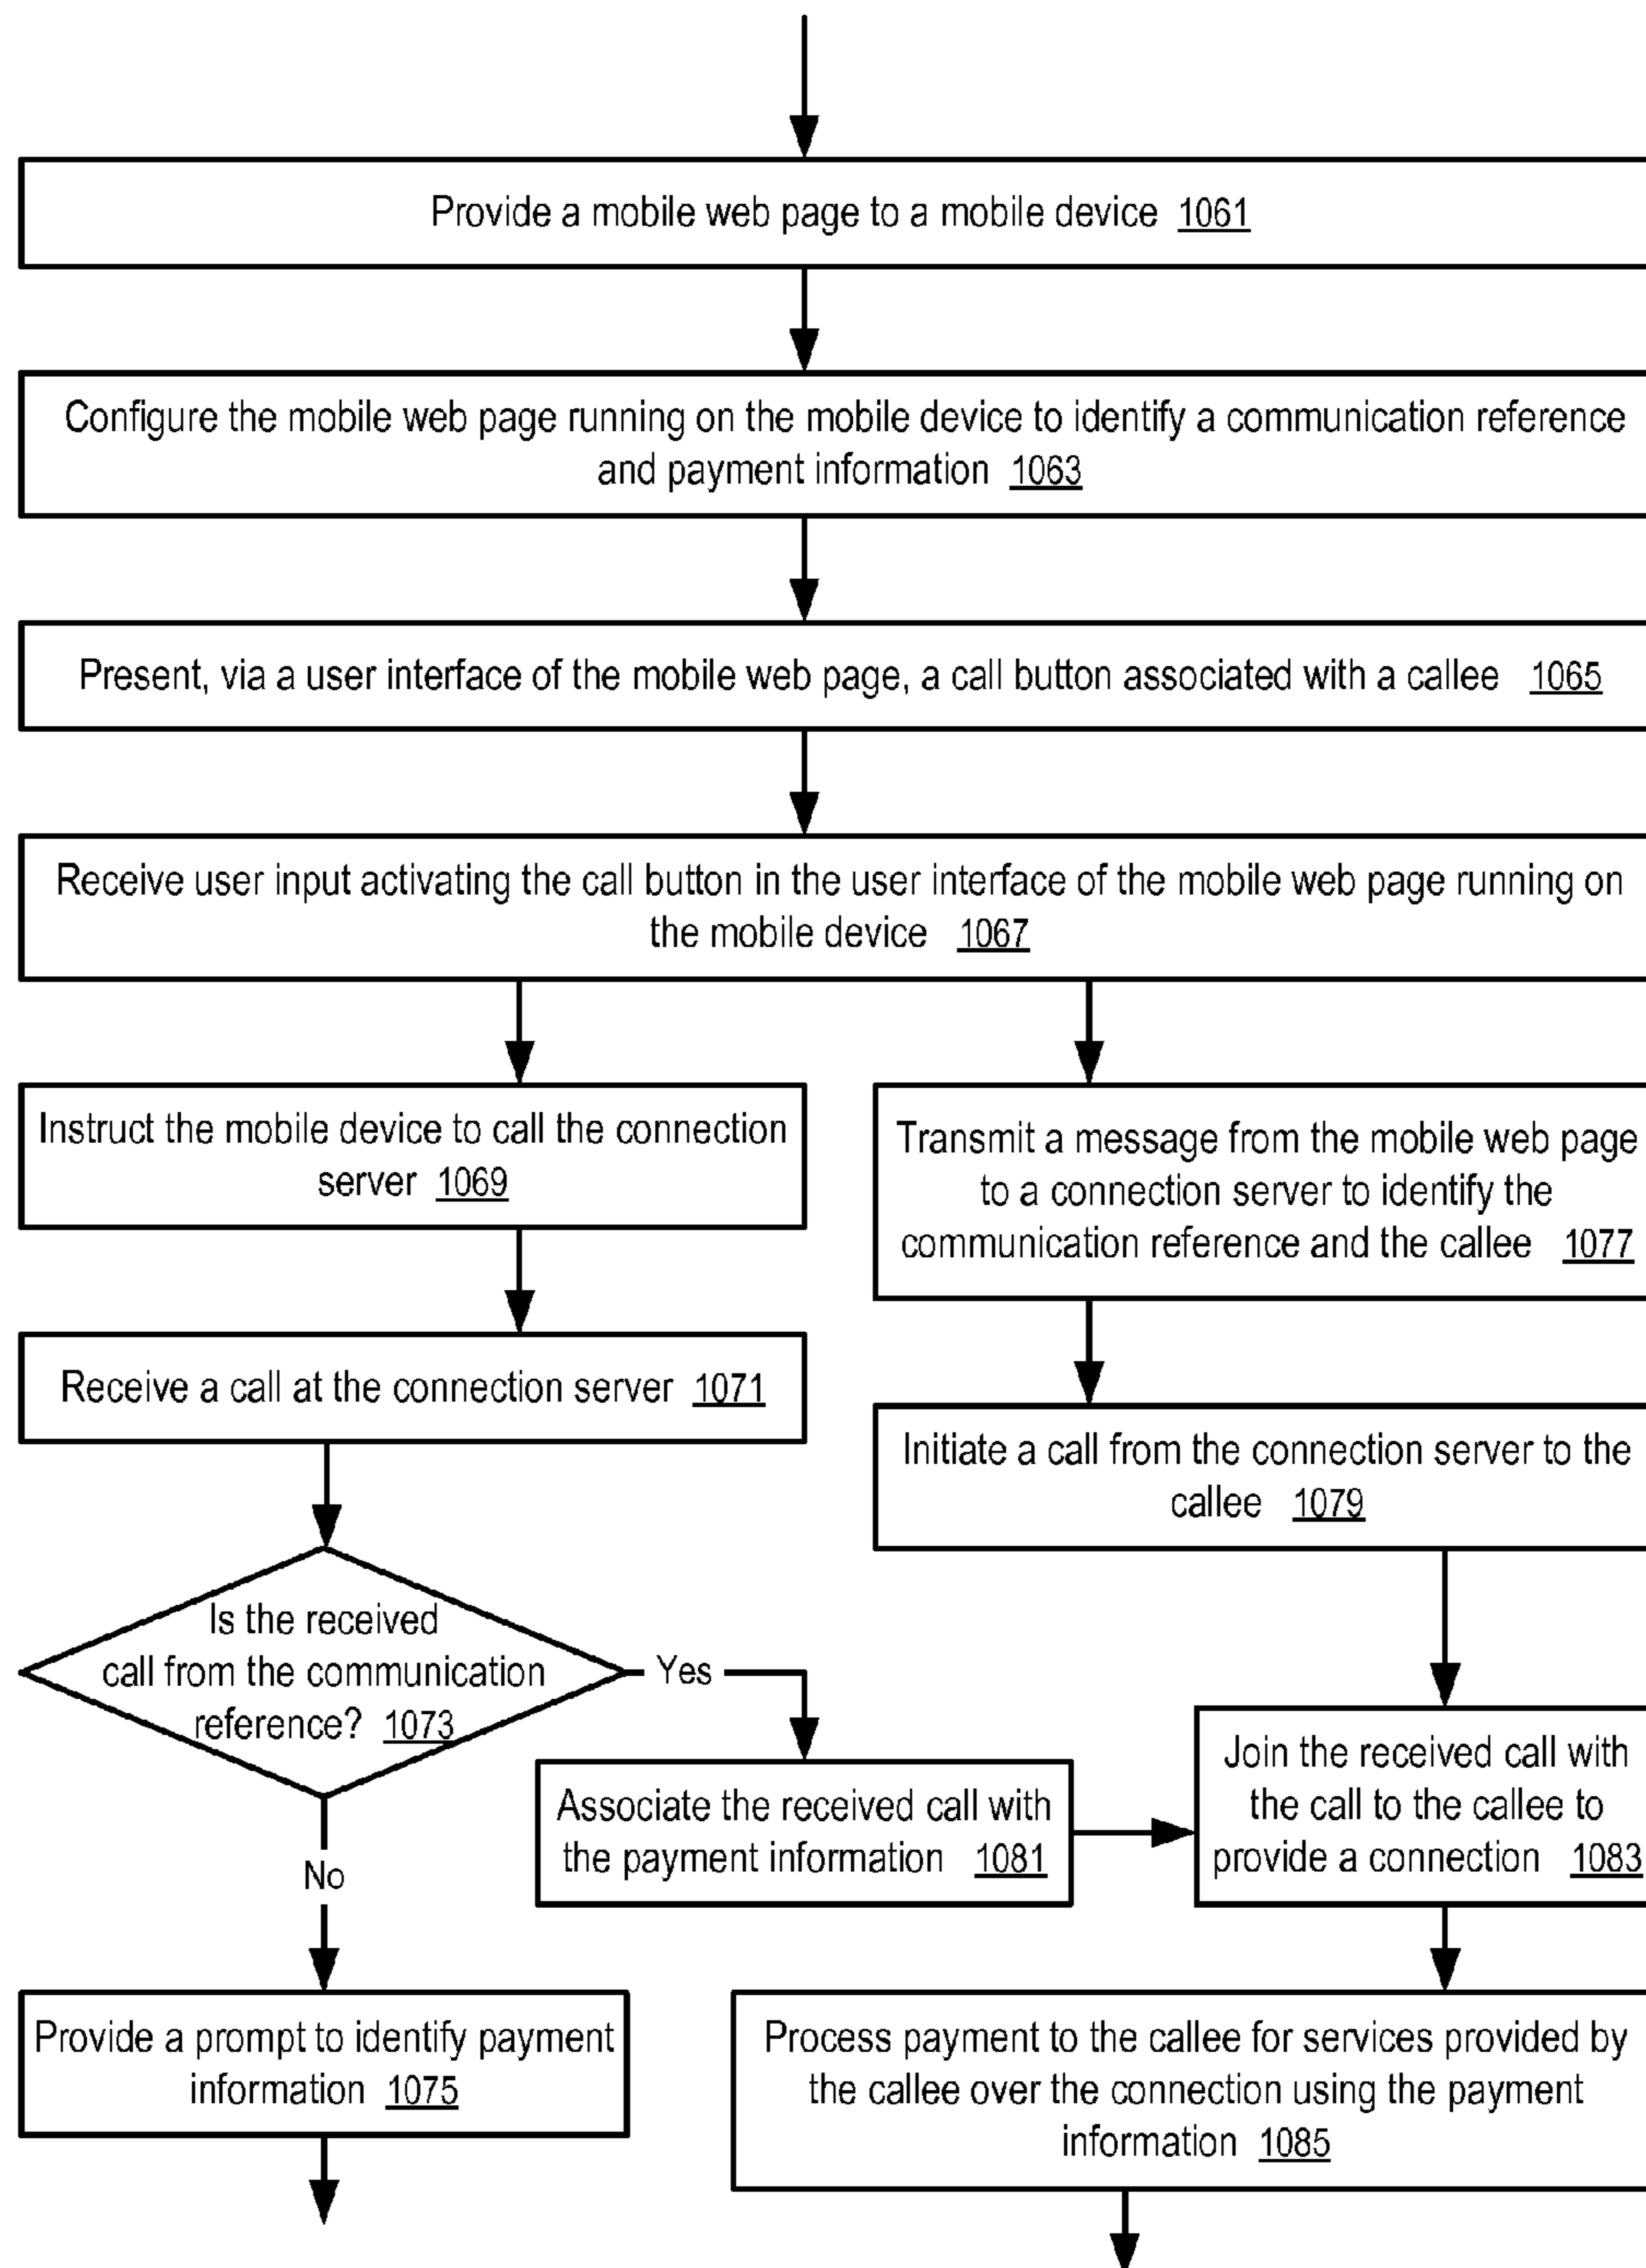 Provide a mobile web page to a mobile device 1061
Configure the mobile web page running on the mobile device to identify a communication reference
and payment information 1063
Present, via a user interface of the mobile web page, a call button associated with a callee 1065
Receive user input activating the call button in the user interface of the mobile web page running on
the mobile device 1067
Instruct the mobile device to call the connection
server 1069
Receive a call at the connection server 1071
Transmit a message from the mobile web page
to a connection server to identify the
communication reference and the callee 1077
Initiate a call from the connection server to the
callee 1079
Is the received
call from the communication
reference? 1073
Yes
No
Associate the received call with
the payment information 1081
Join the received call with
the call to the callee to
provide a connection 1083
Provide a prompt to identify payment
information 1075
Process payment to the callee for services provided by
the callee over the connection using the payment
information 1085